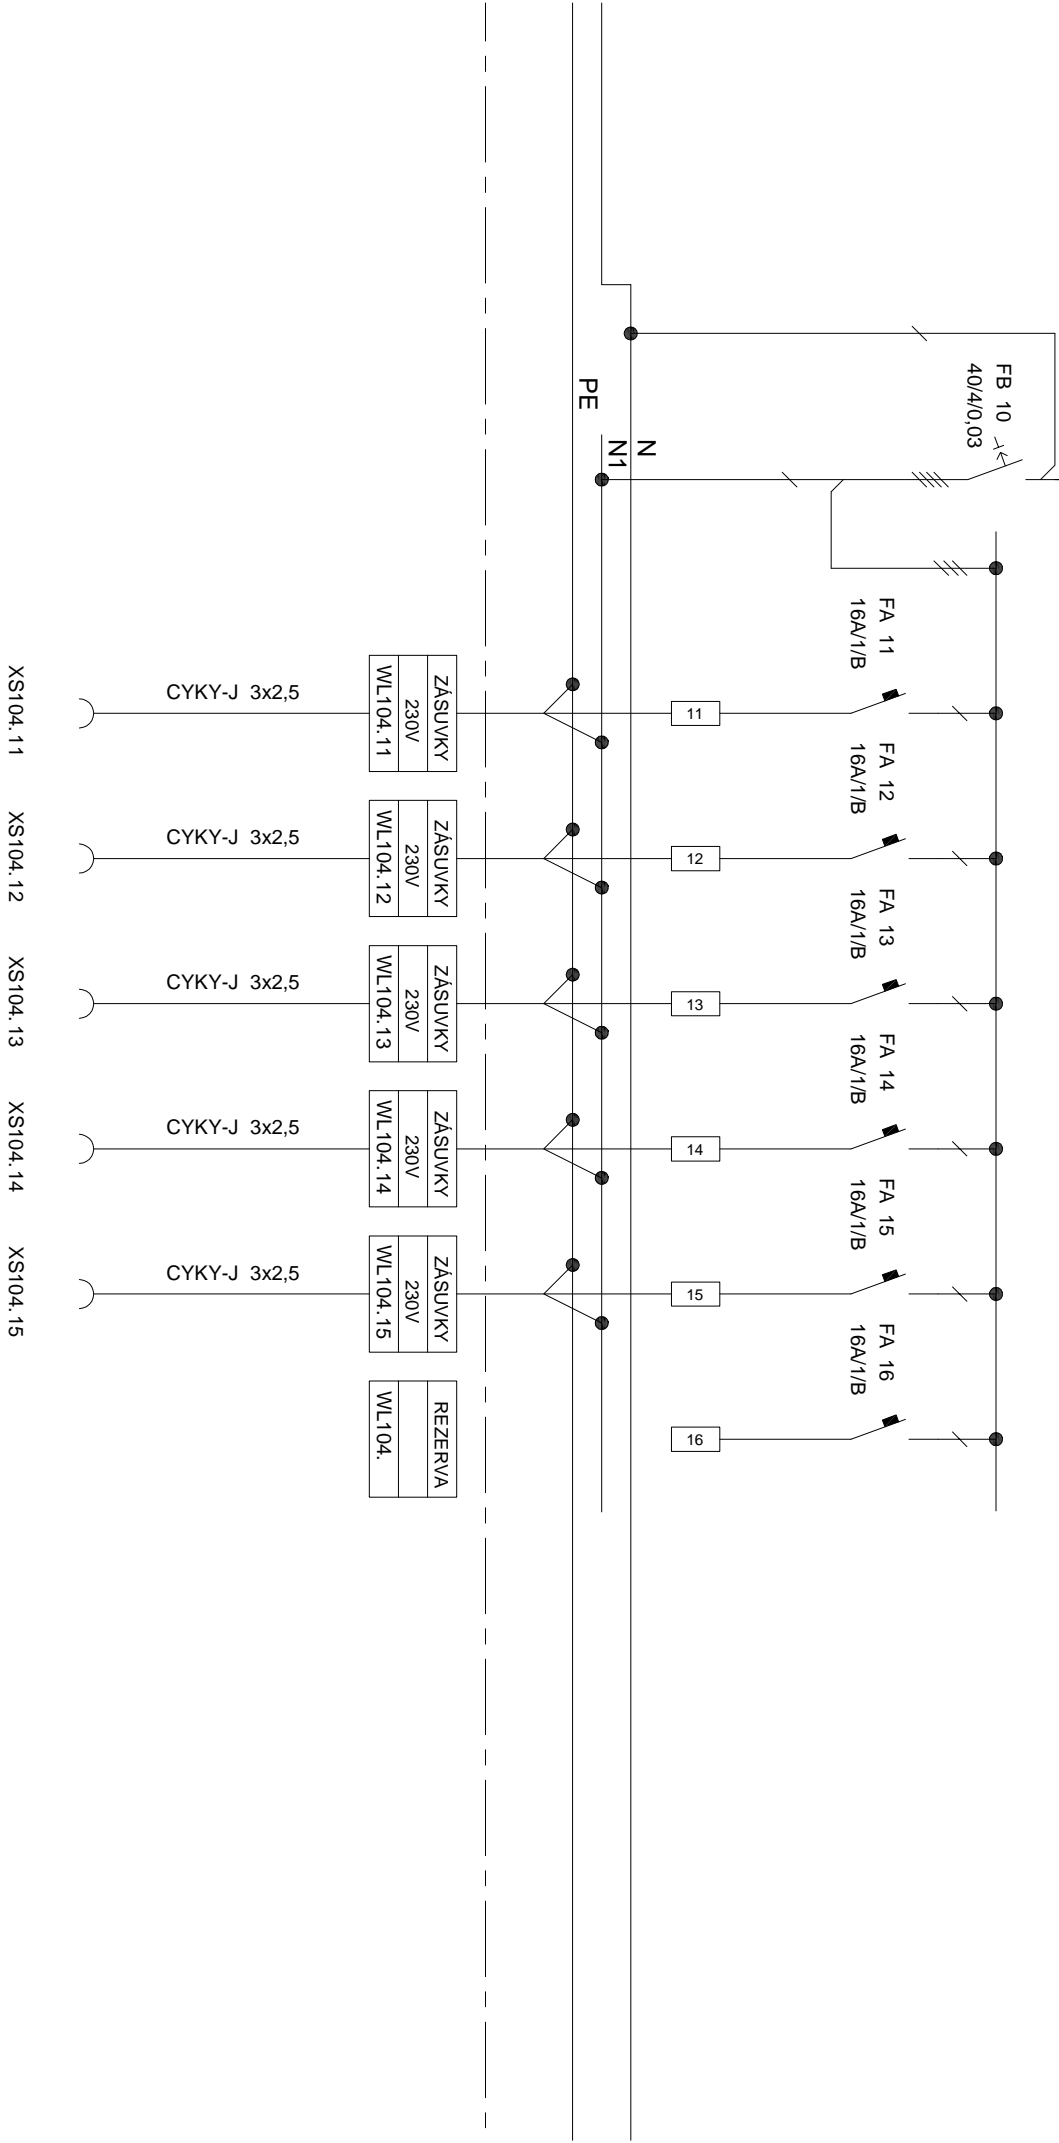 FB 10
40/4/0,03
N
N1
PE
FA 11
16A/1/B
FA 12
16A/1/B
FA 13
16A/1/B
FA 14
16A/1/B
FA 15
16A/1/B
FA 16
16A/1/B
11
12
13
14
15
16
ZÁSUVKY
230V
WL104.11
ZÁSUVKY
230V
WL104.12
ZÁSUVKY
230V
WL104.13
ZÁSUVKY
230V
WL104.14
ZÁSUVKY
230V
WL104.15
REZERVA
WL104.
CYKY-J 3x2,5
CYKY-J 3x2,5
CYKY-J 3x2,5
CYKY-J 3x2,5
CYKY-J 3x2,5
XS104.11
XS104.12
XS104.13
XS104.14
XS104.15